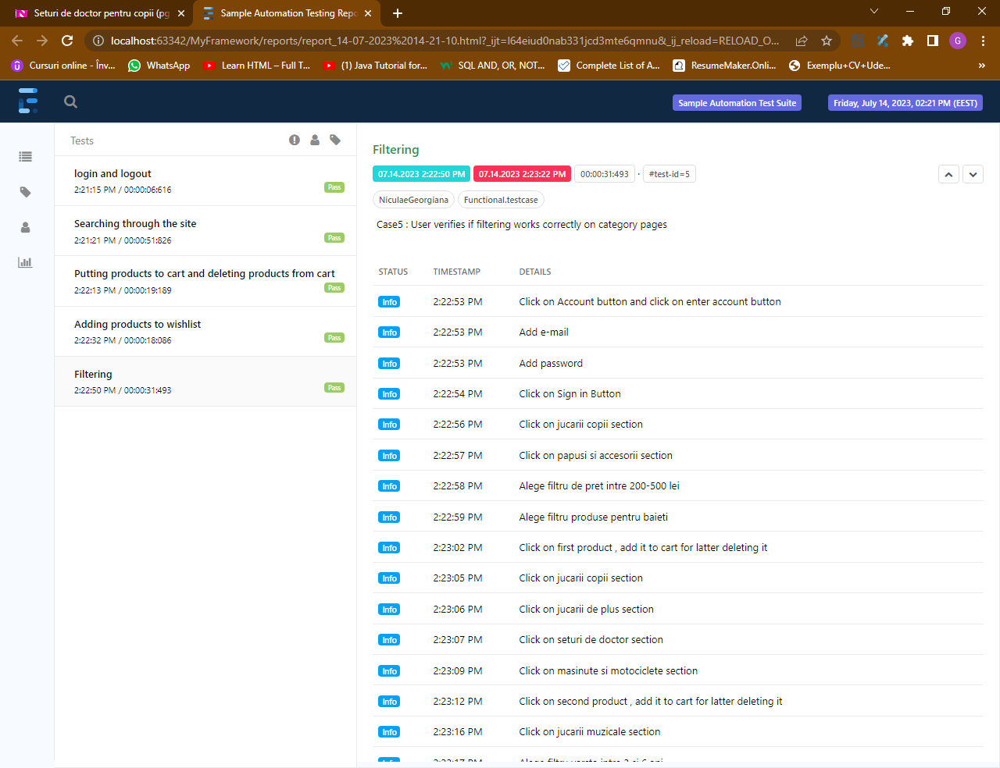 Seturi de doctor pentru copii (pg
Sample Automation Testing Repo
localhost:63342/MyFramework/reports/report_14-07-2023%2014-21-10.html?_ijt=l64eiud0nab331jcd3mte6qmnu&_ij_reload=RELOAD_O...
G
Cursuri online - Înv...
WhatsApp
Learn HTML – Full T...
(1) Java Tutorial for...
SQL AND, OR, NOT...
Complete List of A...
ResumeMaker.Onli...
Exemplu+CV+Ude...
»
Sample Automation Test Suite
Friday, July 14, 2023, 02:21 PM (EEST)
Tests
login and logout
2:21:15 PM / 00:00:06:616
Pass
Searching through the site
2:21:21 PM / 00:00:51:826
Pass
Putting products to cart and deleting products from cart
2:22:13 PM / 00:00:19:189
Pass
Adding products to wishlist
2:22:32 PM / 00:00:18:086
Pass
Filtering
2:22:50 PM / 00:00:31:493
Pass
Filtering
07.14.2023 2:22:50 PM 07.14.2023 2:23:22 PM 00:00:31:493 · #test-id=5
NiculaeGeorgiana Functional.testcase
Case5 : User verifies if filtering works correctly on category pages
STATUS TIMESTAMP DETAILS
Info 2:22:53 PM Click on Account button and click on enter account button
Info 2:22:53 PM Add e-mail
Info 2:22:53 PM Add password
Info 2:22:54 PM Click on Sign in Button
Info 2:22:56 PM Click on jucarii copii section
Info 2:22:57 PM Click on papusi si accesorii section
Info 2:22:58 PM Alege filtru de pret intre 200-500 lei
Info 2:22:59 PM Alege filtru produse pentru baieti
Info 2:23:02 PM Click on first product , add it to cart for latter deleting it
Info 2:23:05 PM Click on jucarii copii section
Info 2:23:06 PM Click on jucarii de plus section
Info 2:23:07 PM Click on seturi de doctor section
Info 2:23:09 PM Click on masinute si motociclete section
Info 2:23:12 PM Click on second product , add it to cart for latter deleting it
Info 2:23:16 PM Click on jucarii muzicale section
Info 2:23:17 PM Alege filtru varsta intre 3 si 6 ani